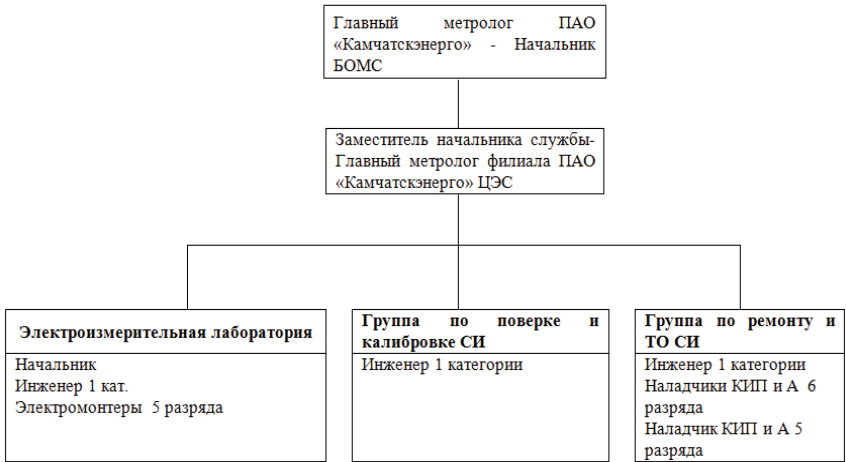 Главный метролог ПАО
«Камчатскэнерго» - Начальник
БОМС
Заместитель начальника службы-
Главный метролог филиала ПАО
«Камчатскэнерго» ЦЭС
Электроизмерительная лаборатория
Начальник
Инженер 1 кат.
Электромонтеры 5 разряда
Группа по поверке и
калибровке СИ
Инженер 1 категории
Группа по ремонту и
ТО СИ
Инженер 1 категории
Наладчики КИП и А 6
разряда
Наладчик КИП и А 5
разряда